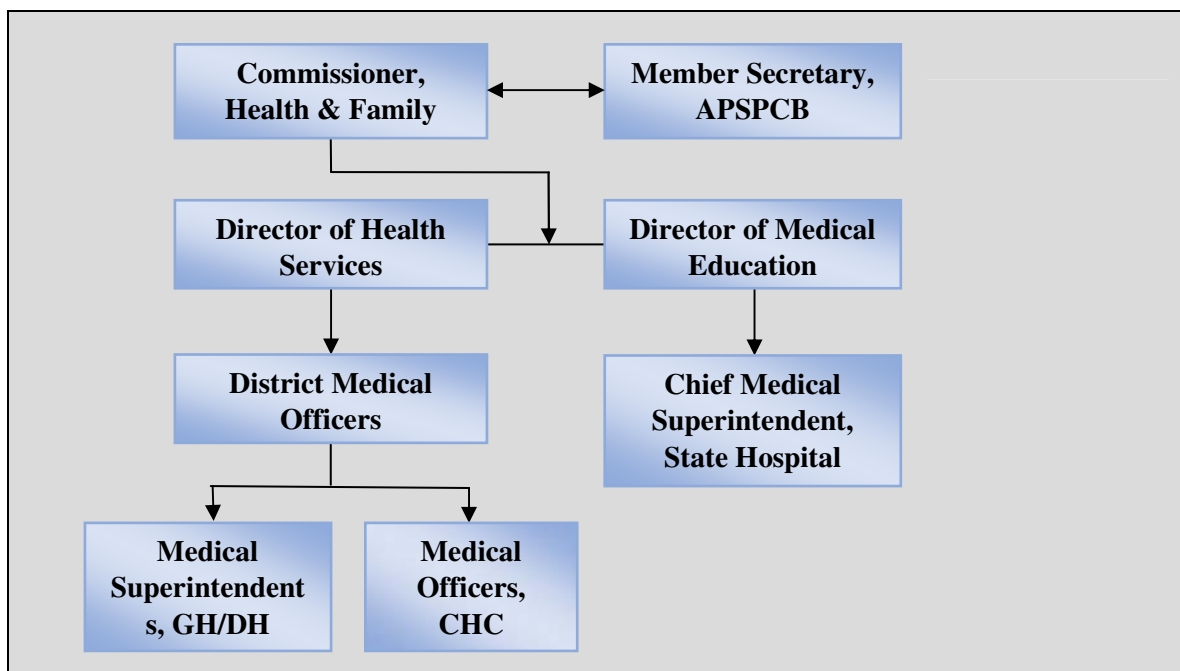 Commissioner,
Health & Family
Member Secretary,
APSPCB
Director of Health
Services
Director of Medical
Education
District Medical
Officers
Chief Medical
Superintendent,
State Hospital
Medical
Superintendent
s, GH/DH
Medical
Officers,
CHC